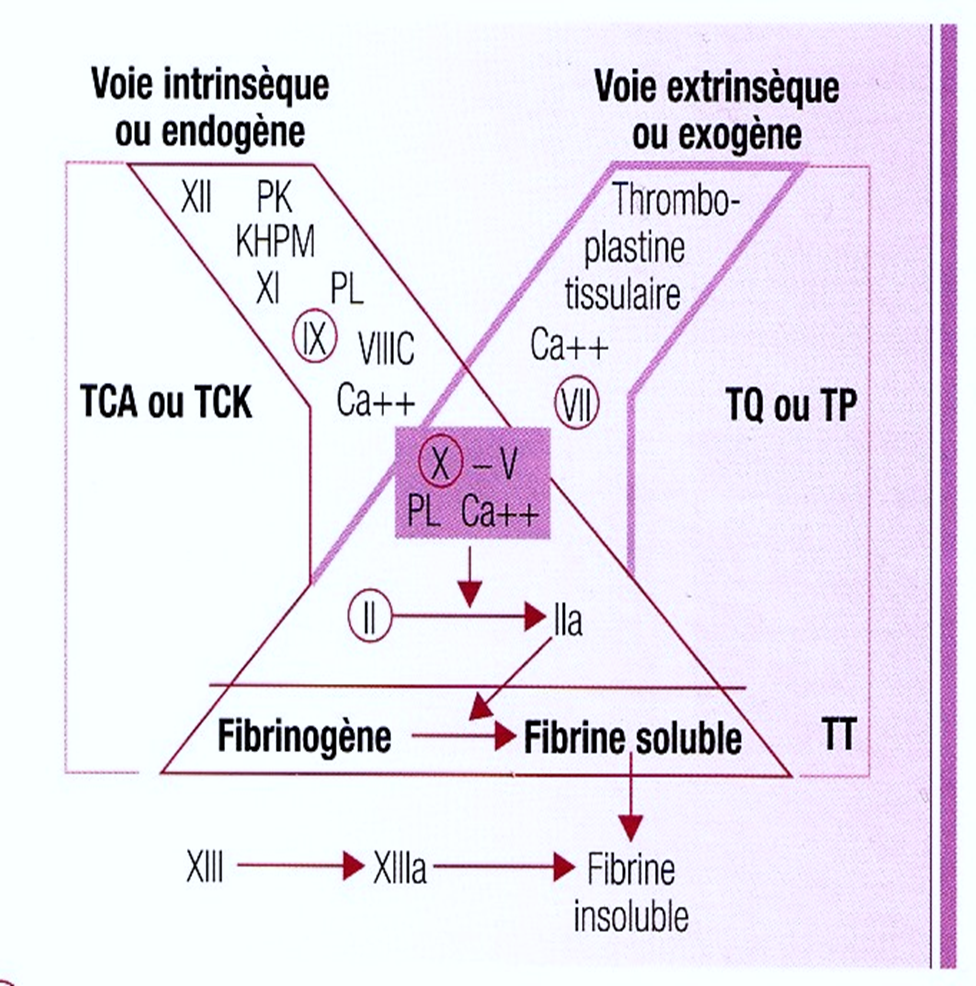 Voie intrinsèque
ou endogène
Voie extrinsèque
ou exogène
XII PK
KHPM
XI PL
IX VIIIC
Ca++
Thrombo-
plastine
tissulaire
Ca++
VII
TCA ou TCK
TQ ou TP
X – V
PL Ca++
II
IIa
Fibrinogène
Fibrine soluble
TT
XIII
XIIIa
Fibrine
insoluble